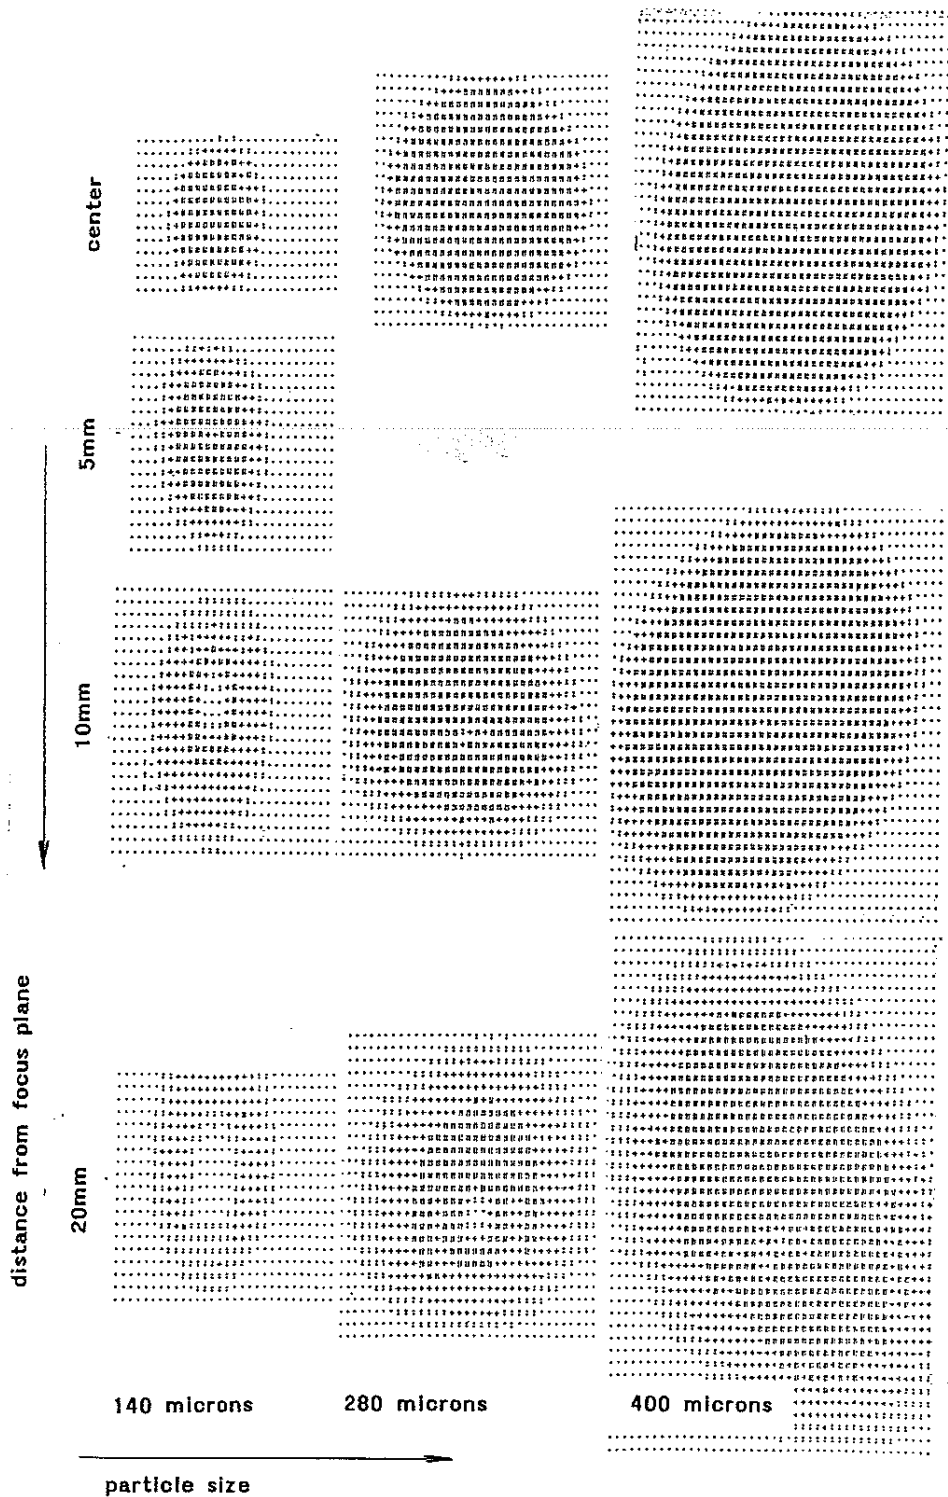 center
5mm
10mm
20mm
distance from focus plane
140 microns
280 microns
400 microns
particle size